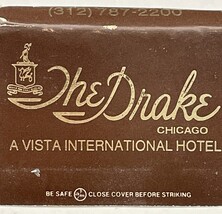 (312) 787-2200
The Drake
CHICAGO
A VISTA INTERNATIONAL HOTEL
BE SAFE CLOSE COVER BEFORE STRIKING